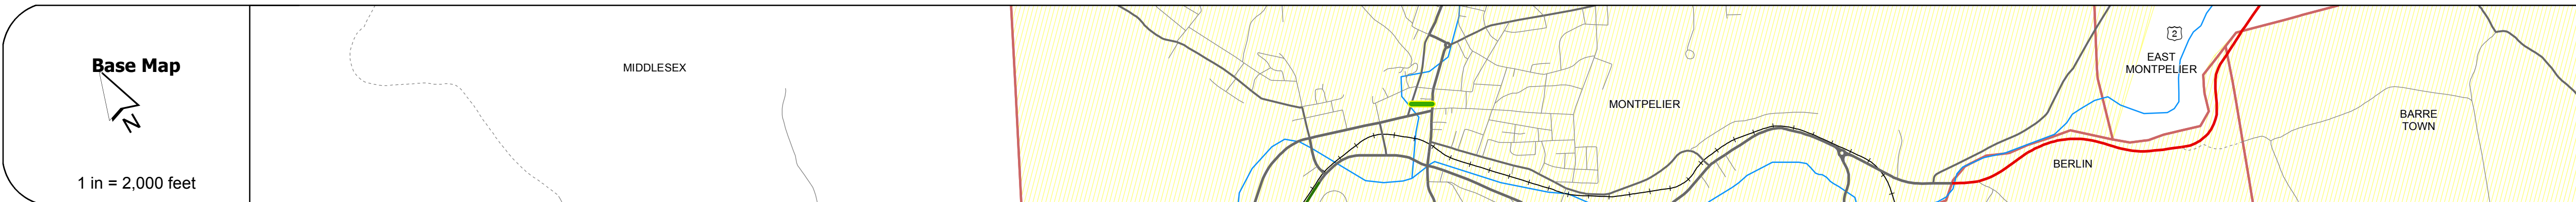 Base Map
N
1 in = 2,000 feet
MIDDLESEX
MONTPELIER
2
EAST
MONTPELIER
BERLIN
BARRE
TOWN